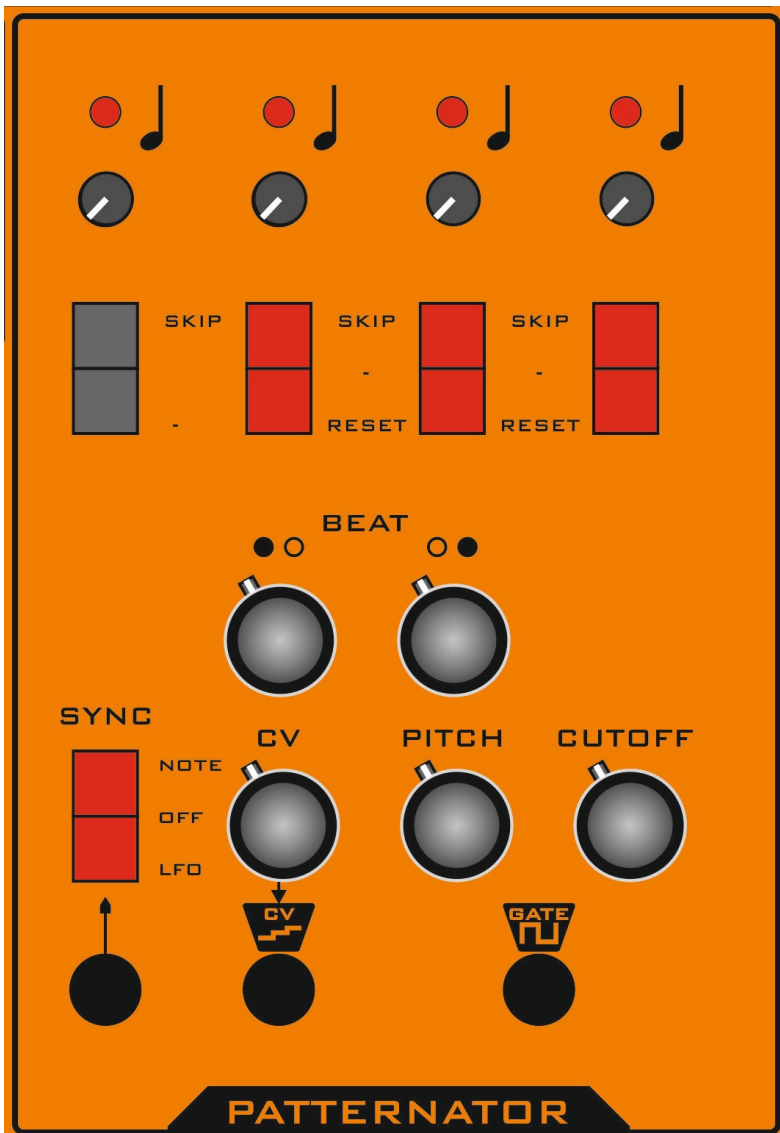 SKIP SKIP SKIP
- -
- RESET RESET
BEAT
SYNC
CV PITCH CUTOFF
NOTE
OFF
LFO
CV GATE
PATTERNATOR